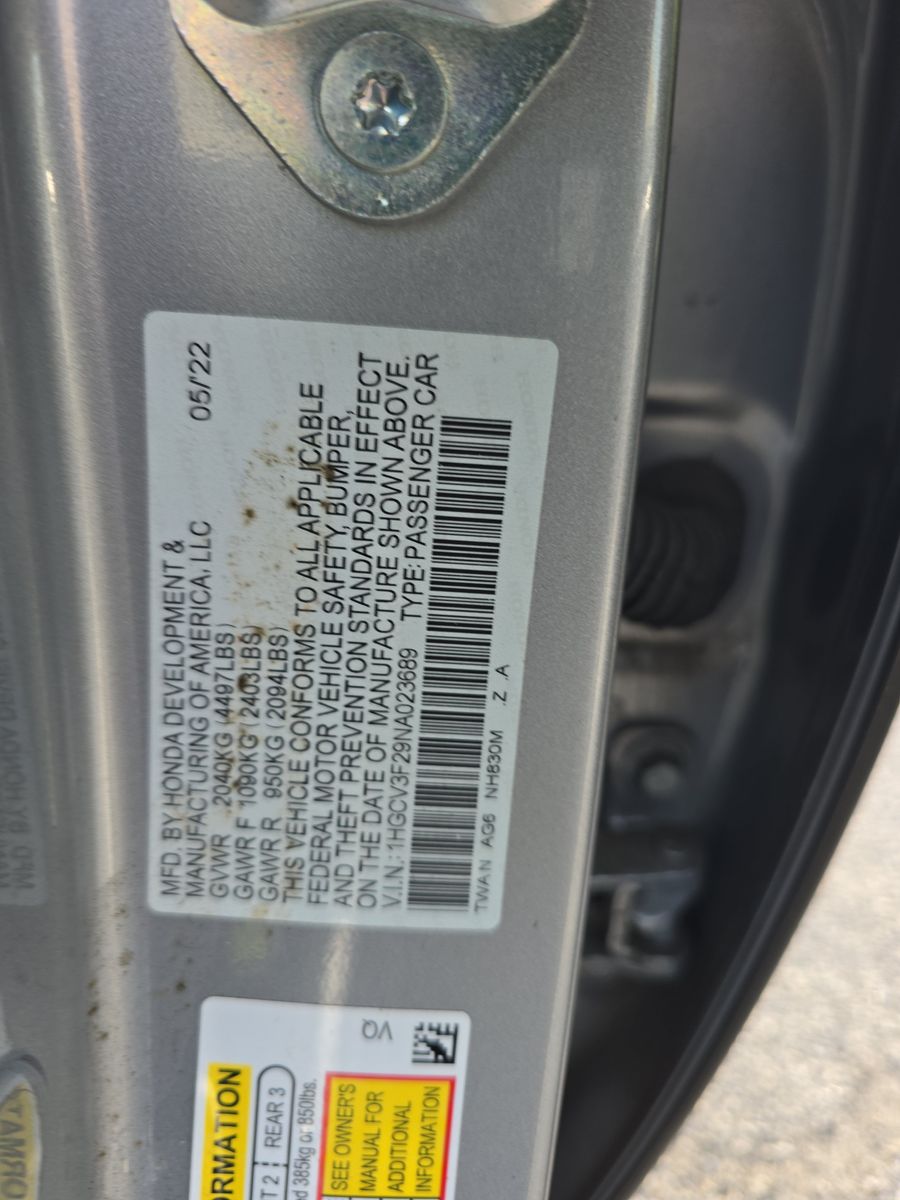 MFD. BY HONDA DEVELOPMENT &
MANUFACTURING OF AMERICA, LLC 05/'22
GVWR 2040KG (4497LBS)
GAWR F 1090KG (2403LBS)
GAWR R 950KG (2094LBS)
THIS VEHICLE CONFORMS TO ALL APPLICABLE
FEDERAL MOTOR VEHICLE SAFETY, BUMPER,
AND THEFT PREVENTION STANDARDS IN EFFECT
ON THE DATE OF MANUFACTURE SHOWN ABOVE.
V.I.N.: 1HGCV3F29NA023689 TYPE: PASSENGER CAR
TWA N AG6 NH830M .Z .A
VQ
RMATION
T 2 REAR 3
d 385kg or 850lbs.
SEE OWNER'S
MANUAL FOR
ADDITIONAL
INFORMATION